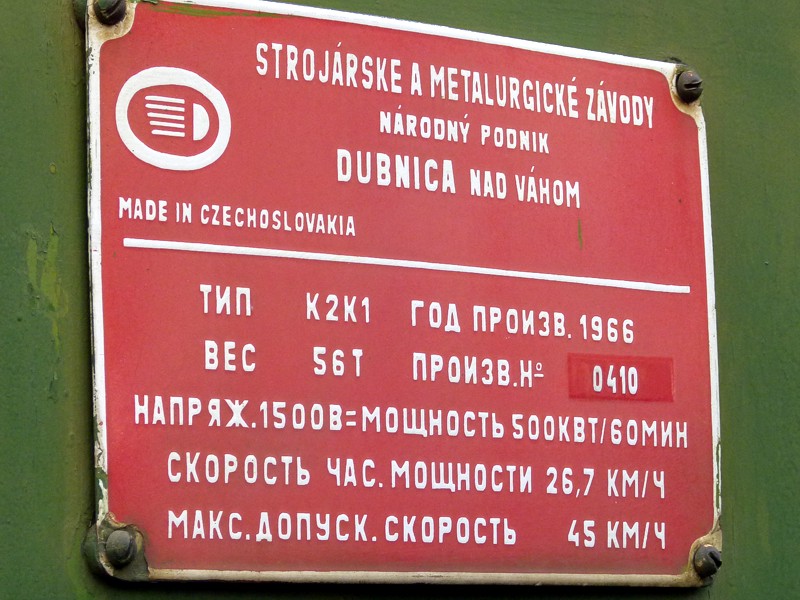 STROJÁRSKE A METALURGICKÉ ZÁVODY
NÁRODNÝ PODNIK
DUBNICA NAD VÁHOM
MADE IN CZECHOSLOVAKIA
ТИП К2К1 ГОД ПРОИЗВ. 1966
ВЕС 56Т ПРОИЗВ.Nº 0410
НАПРЯЖ.1500В= МОЩНОСТЬ 500КВТ/60МИН
СКОРОСТЬ ЧАС. МОЩНОСТИ 26,7 КМ/Ч
МАКС.ДОПУСК. СКОРОСТЬ 45 КМ/Ч